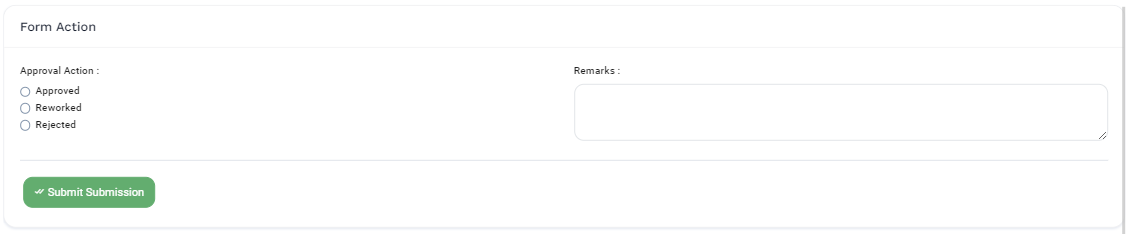 Form Action
Approval Action :
Approved
Reworked
Rejected
Remarks :
Submit Submission